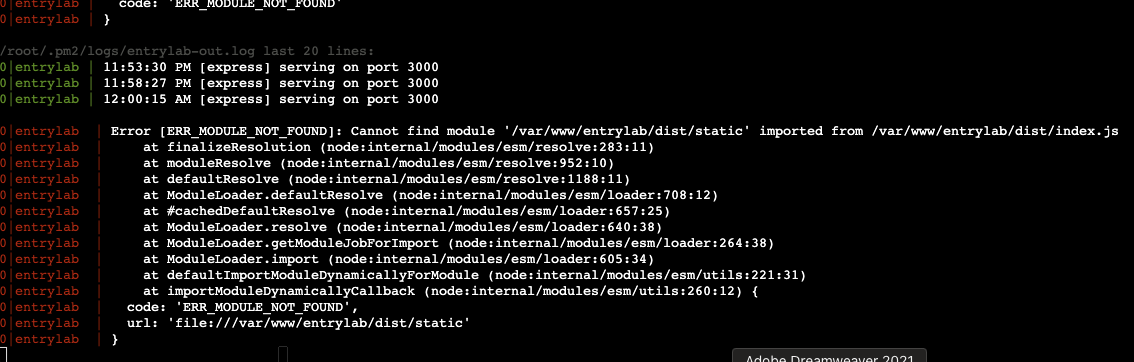 0|entrylab |   code: 'ERR_MODULE_NOT_FOUND'
0|entrylab | }
/root/.pm2/logs/entrylab-out.log last 20 lines:
0|entrylab | 11:53:30 PM [express] serving on port 3000
0|entrylab | 11:58:27 PM [express] serving on port 3000
0|entrylab | 12:00:15 AM [express] serving on port 3000
0|entrylab  | Error [ERR_MODULE_NOT_FOUND]: Cannot find module '/var/www/entrylab/dist/static' imported from /var/www/entrylab/dist/index.js
0|entrylab  |     at finalizeResolution (node:internal/modules/esm/resolve:283:11)
0|entrylab  |     at moduleResolve (node:internal/modules/esm/resolve:952:10)
0|entrylab  |     at defaultResolve (node:internal/modules/esm/resolve:1188:11)
0|entrylab  |     at ModuleLoader.defaultResolve (node:internal/modules/esm/loader:708:12)
0|entrylab  |     at #cachedDefaultResolve (node:internal/modules/esm/loader:657:25)
0|entrylab  |     at ModuleLoader.resolve (node:internal/modules/esm/loader:640:38)
0|entrylab  |     at ModuleLoader.getModuleJobForImport (node:internal/modules/esm/loader:264:38)
0|entrylab  |     at ModuleLoader.import (node:internal/modules/esm/loader:605:34)
0|entrylab  |     at defaultImportModuleDynamicallyForModule (node:internal/modules/esm/utils:221:31)
0|entrylab  |     at importModuleDynamicallyCallback (node:internal/modules/esm/utils:260:12) {
0|entrylab  |   code: 'ERR_MODULE_NOT_FOUND',
0|entrylab  |   url: 'file:///var/www/entrylab/dist/static'
0|entrylab  | }
Adobe Dreamweaver 2021